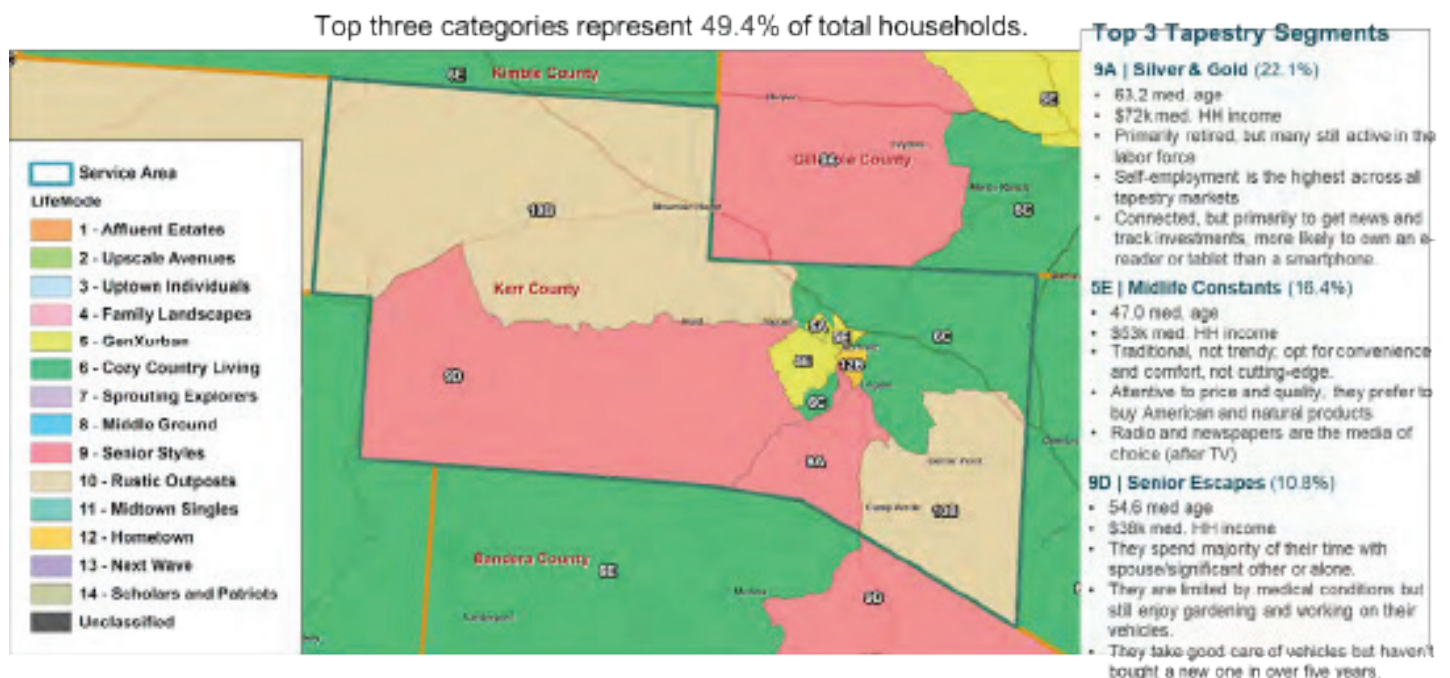 Top three categories represent 49.4% of total households.
Kimble County
6E
5E
Gillespie County
9A
6C
10B
Kerr County
6C
9D
12B
6C
9A
Center Point
Camp Verde
10B
Bandera County
6E
Medina
9D
Service Area
LifeMode
1 - Affluent Estates
2 - Upscale Avenues
3 - Uptown Individuals
4 - Family Landscapes
5 - GenXurban
6 - Cozy Country Living
7 - Sprouting Explorers
8 - Middle Ground
9 - Senior Styles
10 - Rustic Outposts
11 - Midtown Singles
12 - Hometown
13 - Next Wave
14 - Scholars and Patriots
Unclassified
Top 3 Tapestry Segments
9A | Silver & Gold (22.1%)
• 63.2 med. age
• $72k med. HH income
• Primarily retired, but many still active in the
labor force
• Self-employment is the highest across all
tapestry markets
• Connected, but primarily to get news and
track investments, more likely to own an e-
reader or tablet than a smartphone.
5E | Midlife Constants (16.4%)
• 47.0 med. age
• $53k med. HH income
• Traditional, not trendy; opt for convenience
and comfort, not cutting-edge.
• Attentive to price and quality, they prefer to
buy American and natural products
• Radio and newspapers are the media of
choice (after TV)
9D | Senior Escapes (10.8%)
• 54.6 med age
• $38k med. HH income
• They spend majority of their time with
spouse/significant other or alone.
• They are limited by medical conditions but
still enjoy gardening and working on their
vehicles.
• They take good care of vehicles but haven't
bought a new one in over five years.